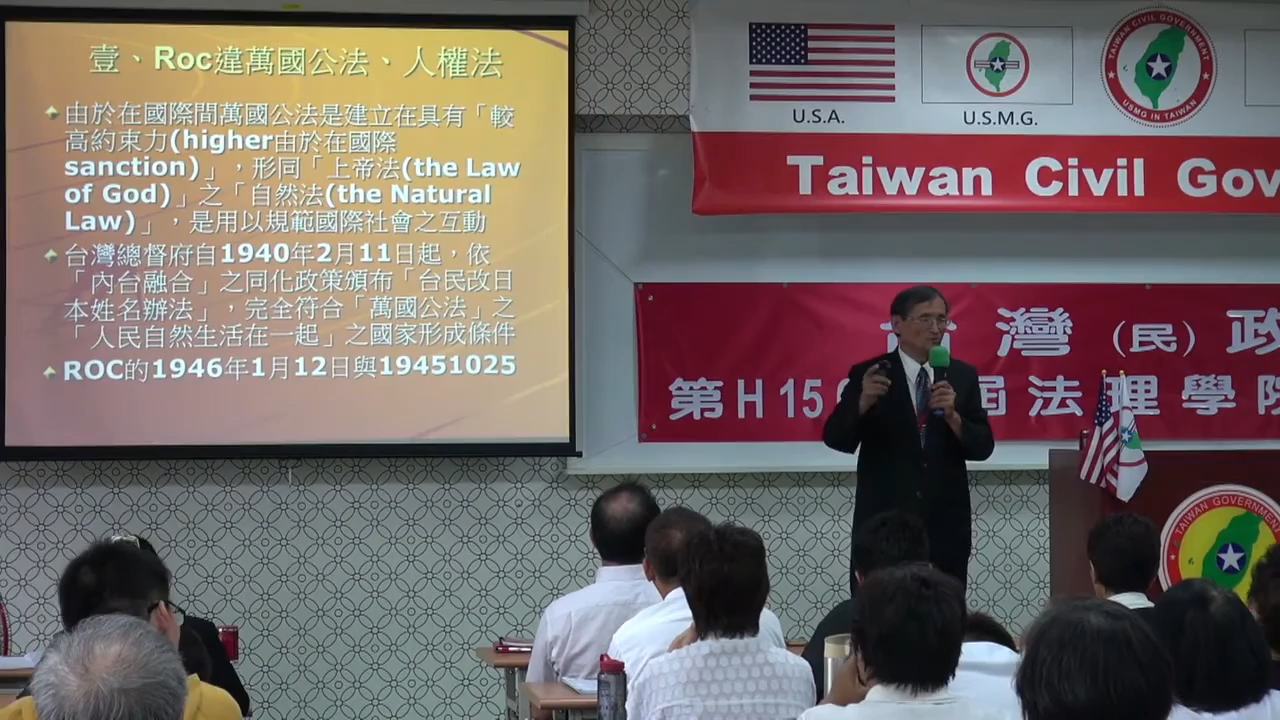 壹、Roc違萬國公法、人權法
由於在國際間萬國公法是建立在具有「較
高約束力(higher由於在國際
sanction)」，形同「上帝法(the Law
of God)」之「自然法(the Natural
Law)」，是用以規範國際社會之互動
台灣總督府自1940年2月11日起，依
「內台融合」之同化政策頒布「台民改日
本姓名辦法」，完全符合「萬國公法」之
「人民自然生活在一起」之國家形成條件
ROC的1946年1月12日與19451025
U.S.A.
U.S.M.G.
TAIWAN CIVIL GOVERNMENT
USMG IN TAIWAN
Taiwan Civil Gov
灣 (民) 政
第H 15
屆法理學院
TAIWAN GOVERNMENT